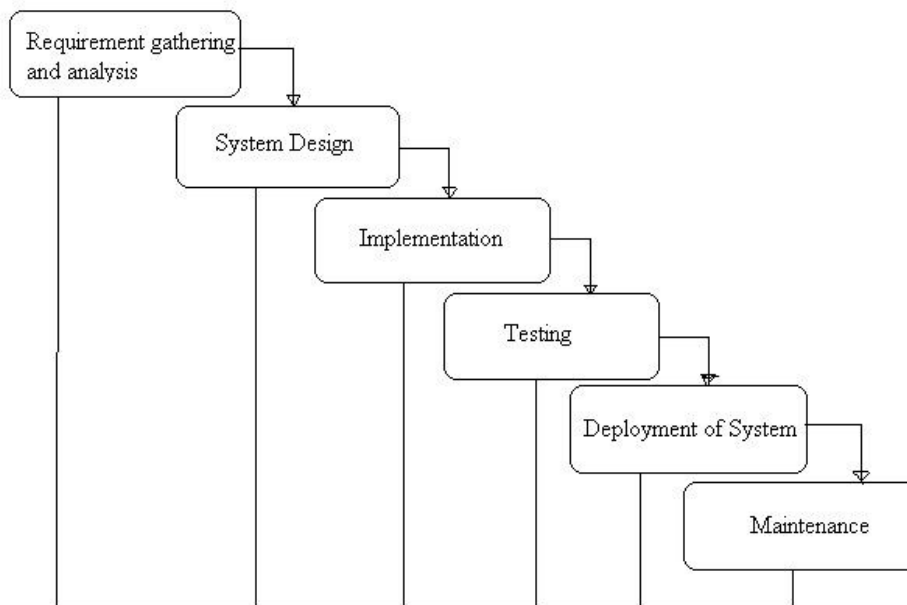 Requirement gathering
and analysis
System Design
Implementation
Testing
Deployment of System
Maintenance